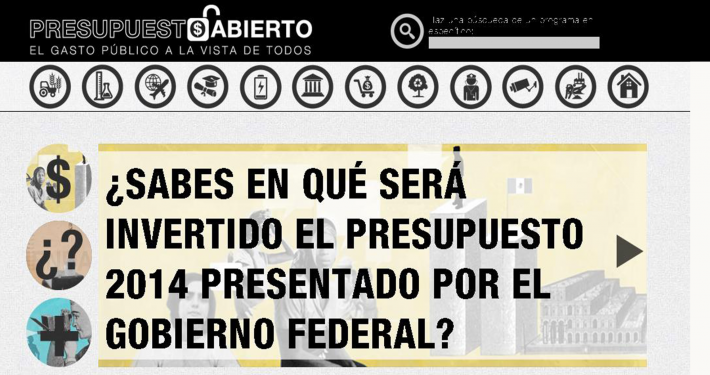 PRESUPUESTO ABIERTO
EL GASTO PÚBLICO A LA VISTA DE TODOS
Haz una búsqueda de un programa en
específico:
$
¿?
+
¿SABES EN QUÉ SERÁ
INVERTIDO EL PRESUPUESTO
2014 PRESENTADO POR EL
GOBIERNO FEDERAL?